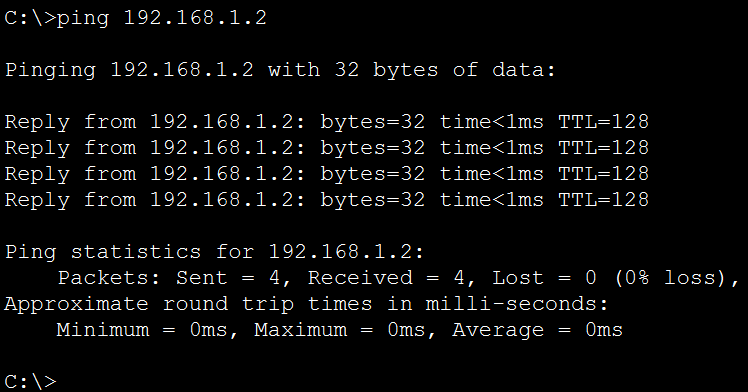 C:\>ping 192.168.1.2
Pinging 192.168.1.2 with 32 bytes of data:
Reply from 192.168.1.2: bytes=32 time<1ms TTL=128
Reply from 192.168.1.2: bytes=32 time<1ms TTL=128
Reply from 192.168.1.2: bytes=32 time<1ms TTL=128
Reply from 192.168.1.2: bytes=32 time<1ms TTL=128
Ping statistics for 192.168.1.2:
    Packets: Sent = 4, Received = 4, Lost = 0 (0% loss),
Approximate round trip times in milli-seconds:
    Minimum = 0ms, Maximum = 0ms, Average = 0ms
C:\>